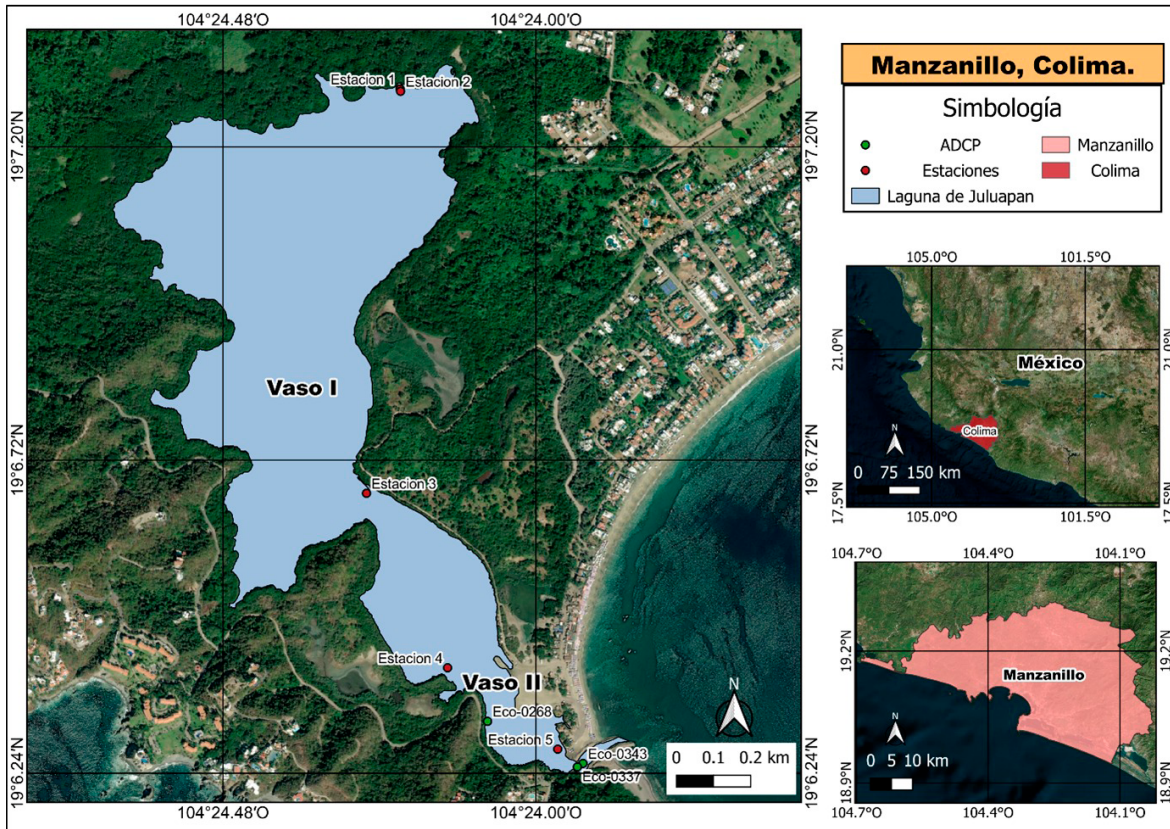 104°24.48'O
104°24.00'O
19°7.20'N
19°7.20'N
Estacion 1
Estacion 2
Vaso I
19°6.72'N
19°6.72'N
Estacion 3
Estacion 4
Vaso II
Eco-0268
Estacion 5
Eco-0343
Eco-0337
19°6.24'N
19°6.24'N
N
0 0.1 0.2 km
104°24.48'O
104°24.00'O
Manzanillo, Colima.
Simbología
ADCP
Manzanillo
Estaciones
Colima
Laguna de Juluapan
105.0°O
101.5°O
21.0°N
21.0°N
México
Colima
N
0 75 150 km
17.5°N
17.5°N
105.0°O
101.5°O
104.7°O
104.4°O
104.1°O
19.2°N
19.2°N
Manzanillo
N
0 5 10 km
18.9°N
18.9°N
104.7°O
104.4°O
104.1°O